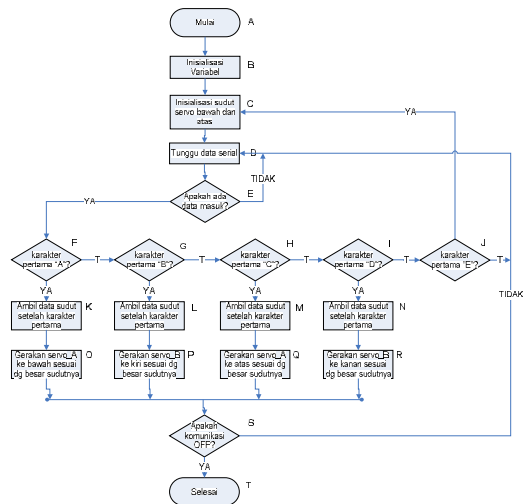 Mulai
A
Inisialisasi
Variabel
B
Inisialisasi sudut
servo bawah dan
atas
C
YA
Tunggu data serial
D
TIDAK
Apakah ada
data masuk?
E
YA
karakter
pertama "A"?
F
T
karakter
pertama "B"?
G
T
karakter
pertama "C"?
H
T
karakter
pertama "D"?
I
T
karakter
pertama "E"?
J
T
TIDAK
YA
YA
YA
YA
Ambil data sudut
setelah karakter
pertama
K
Ambil data sudut
setelah karakter
pertama
L
Ambil data sudut
setelah karakter
pertama
M
Ambil data sudut
setelah karakter
pertama
N
Gerakan servo_A
ke bawah sesuai
dg besar sudutnya
O
Gerakan servo_B
ke kiri sesuai dg
besar sudutnya
P
Gerakan servo_A
ke atas sesuai dg
besar sudutnya
Q
Gerakan servo_B
ke kanan sesuai
dg besar sudutnya
R
Apakah
komunikasi
OFF?
S
YA
Selesai
T